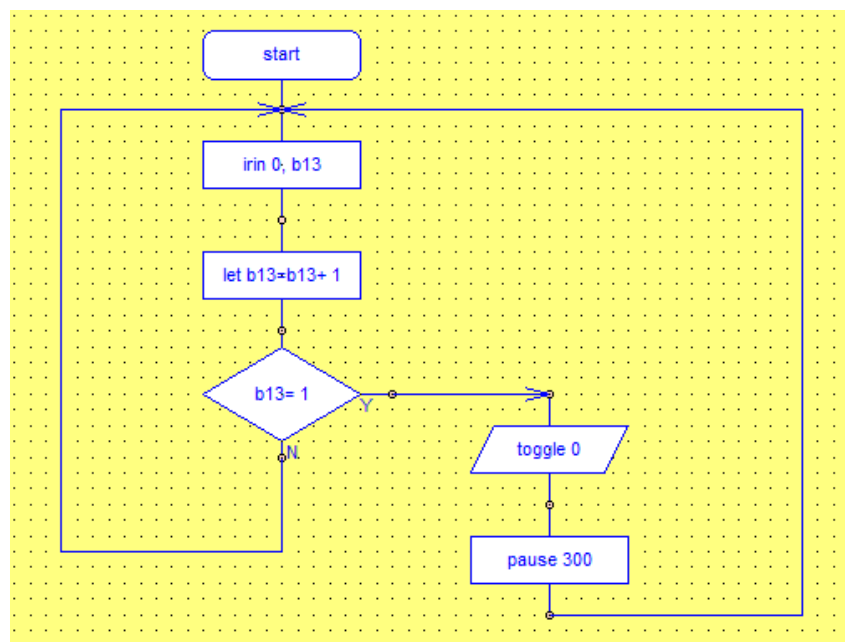 start
irin 0, b13
let b13=b13+ 1
b13= 1
Y
N
toggle 0
pause 300